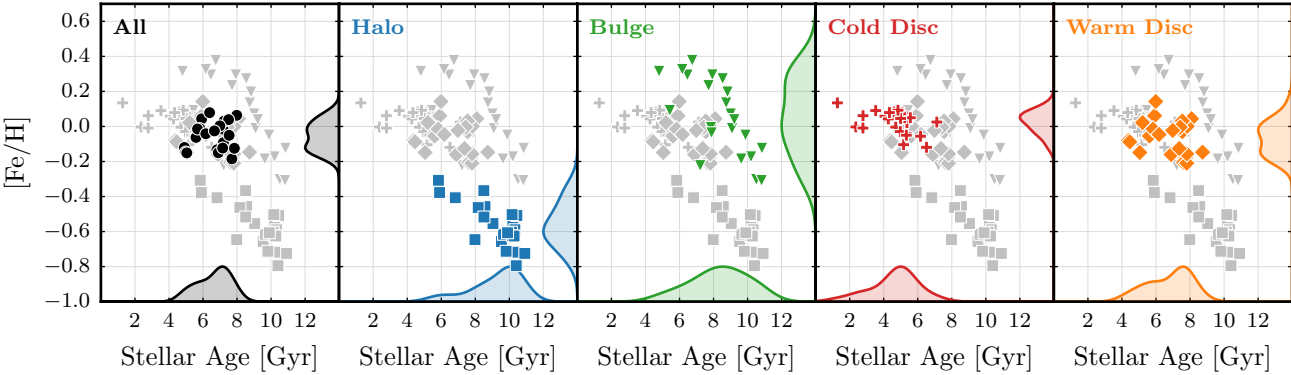 All Halo Bulge Cold Disc Warm Disc
0.6
0.4
0.2
0.0
−0.2
−0.4
−0.6
−0.8
−1.0
[Fe/H]
2 4 6 8 10 12 2 4 6 8 10 12 2 4 6 8 10 12 2 4 6 8 10 12 2 4 6 8 10 12
Stellar Age [Gyr] Stellar Age [Gyr] Stellar Age [Gyr] Stellar Age [Gyr] Stellar Age [Gyr]